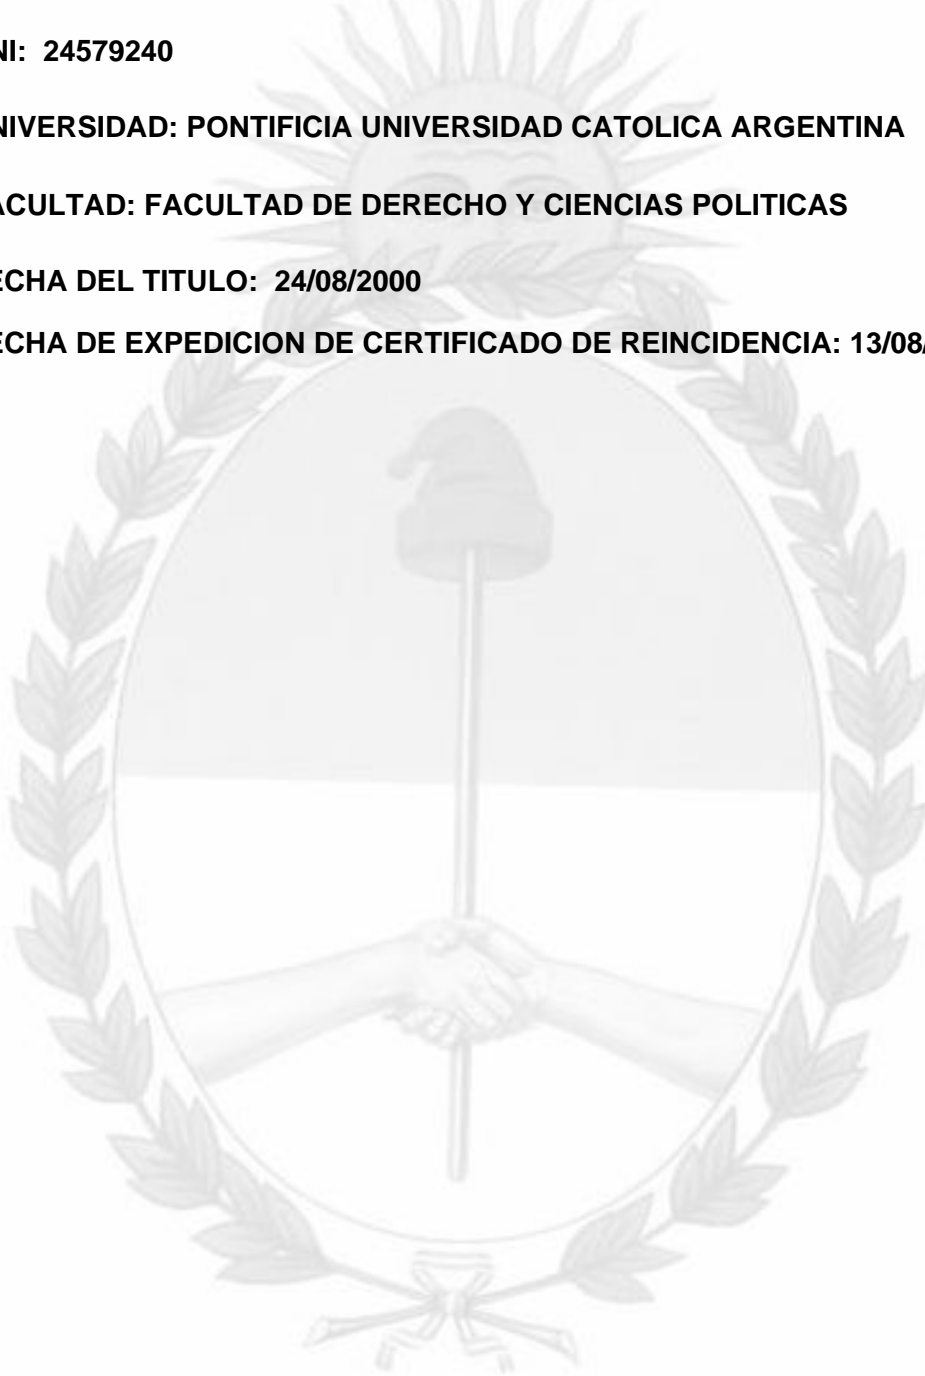 NI: 24579240
NIVERSIDAD: PONTIFICIA UNIVERSIDAD CATOLICA ARGENTINA
ACULTAD: FACULTAD DE DERECHO Y CIENCIAS POLITICAS
ECHA DEL TITULO: 24/08/2000
ECHA DE EXPEDICION DE CERTIFICADO DE REINCIDENCIA: 13/08/